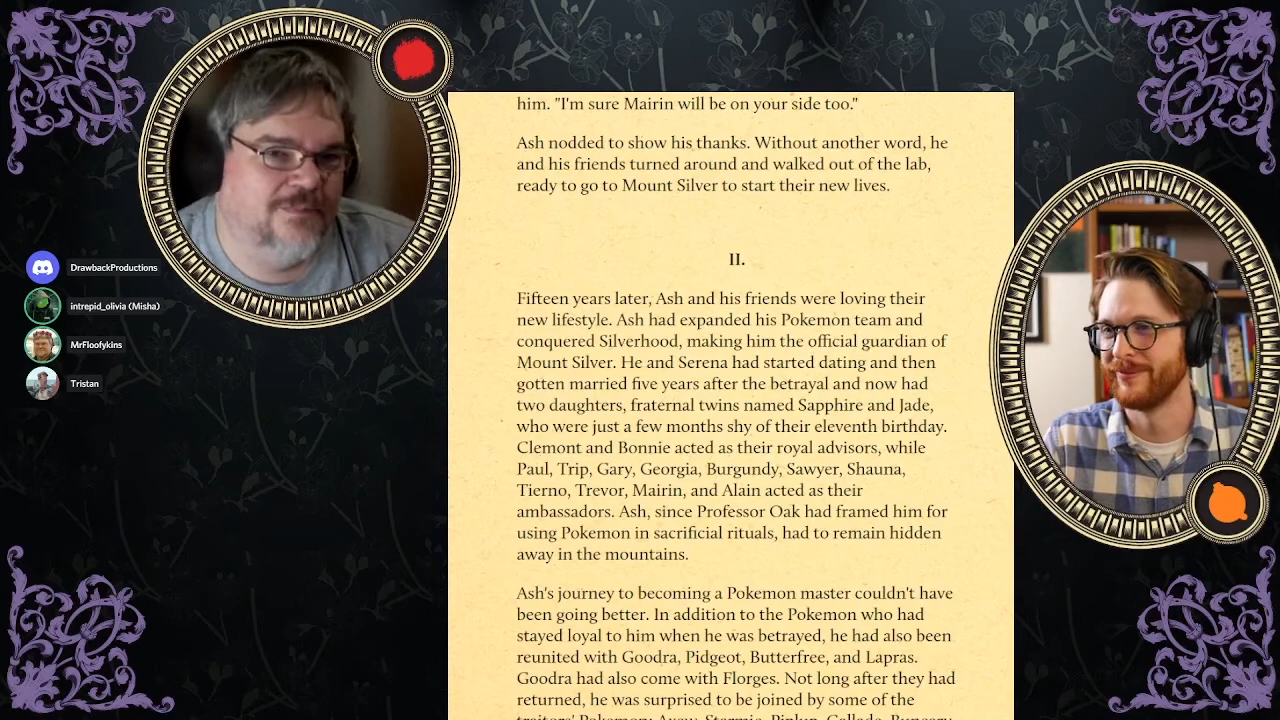 him. "I'm sure Mairin will be on your side too."
Ash nodded to show his thanks. Without another word, he
and his friends turned around and walked out of the lab,
ready to go to Mount Silver to start their new lives.
II.
Fifteen years later, Ash and his friends were loving their
new lifestyle. Ash had expanded his Pokemon team and
conquered Silverhood, making him the official guardian of
Mount Silver. He and Serena had started dating and then
gotten married five years after the betrayal and now had
two daughters, fraternal twins named Sapphire and Jade,
who were just a few months shy of their eleventh birthday.
Clemont and Bonnie acted as their royal advisors, while
Paul, Trip, Gary, Georgia, Burgundy, Sawyer, Shauna,
Tierno, Trevor, Mairin, and Alain acted as their
ambassadors. Ash, since Professor Oak had framed him for
using Pokemon in sacrificial rituals, had to remain hidden
away in the mountains.
Ash's journey to becoming a Pokemon master couldn't have
been going better. In addition to the Pokemon who had
stayed loyal to him when he was betrayed, he had also been
reunited with Goodra, Pidgeot, Butterfree, and Lapras.
Goodra had also come with Florges. Not long after they had
returned, he was surprised to be joined by some of the
traitors' Pokemon: Axew, Starmie, Piplup, Gallade, Buneary,
DrawbackProductions
intrepid_olivia (Misha)
MrFloofykins
Tristan